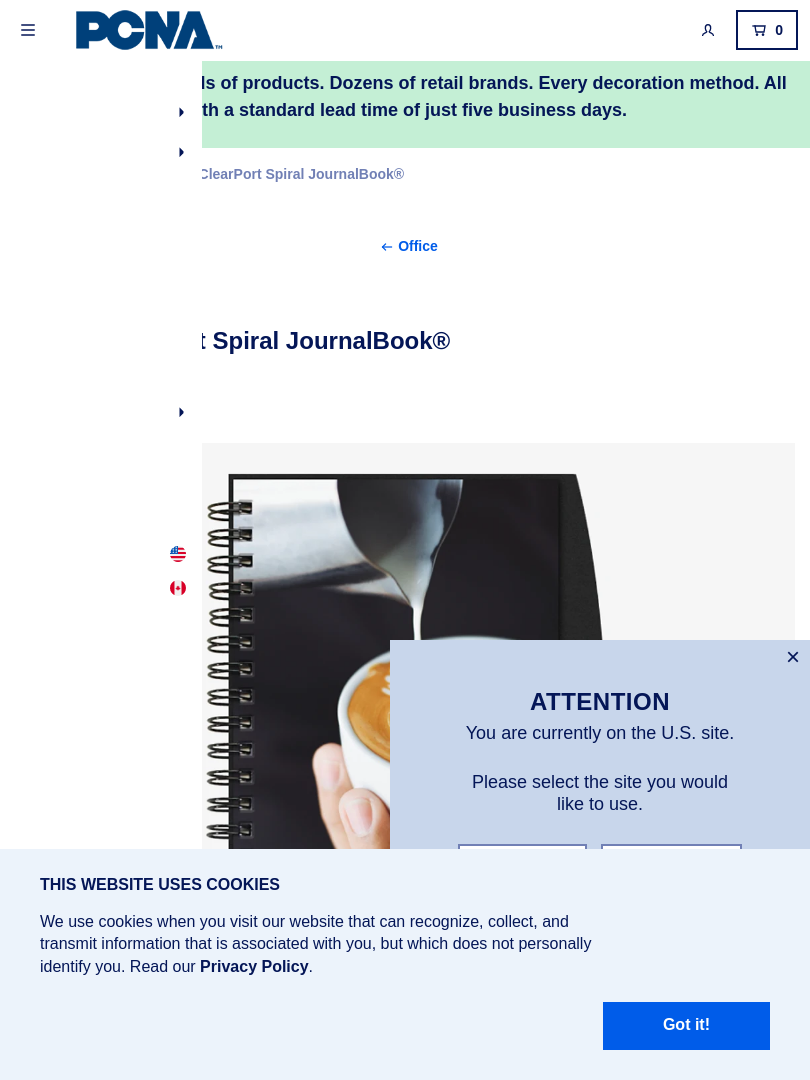 PCNA™
0
of products. Dozens of retail brands. Every decoration method. All
a standard lead time of just five business days.
ClearPort Spiral JournalBook®
← Office
Spiral JournalBook®
ATTENTION
You are currently on the U.S. site.
Please select the site you would
like to use.
THIS WEBSITE USES COOKIES
We use cookies when you visit our website that can recognize, collect, and
transmit information that is associated with you, but which does not personally
identify you. Read our Privacy Policy.
Got it!